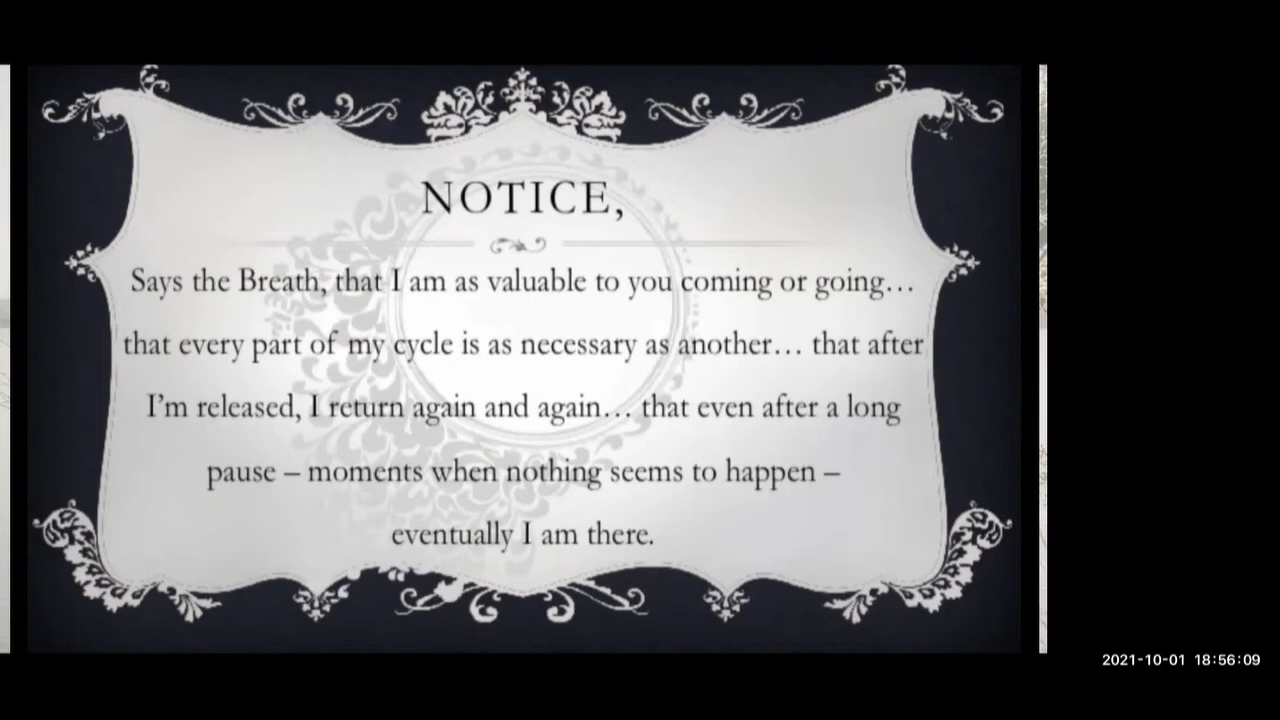 NOTICE,
Says the Breath, that I am as valuable to you coming or going…
that every part of my cycle is as necessary as another… that after
I’m released, I return again and again… that even after a long
pause – moments when nothing seems to happen –
eventually I am there.
2021-10-01 18:56:09